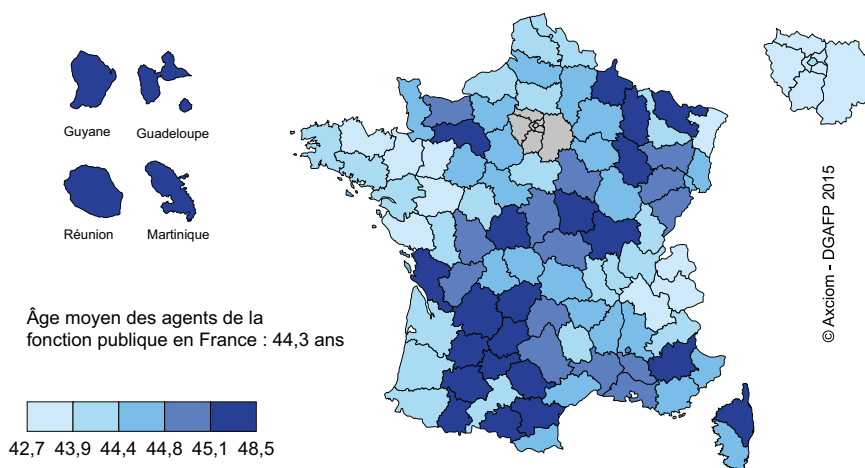 Guyane
Guadeloupe
Réunion
Martinique
Âge moyen des agents de la
fonction publique en France : 44,3 ans
42,7 43,9 44,4 44,8 45,1 48,5
© Axciom - DGAFP 2015